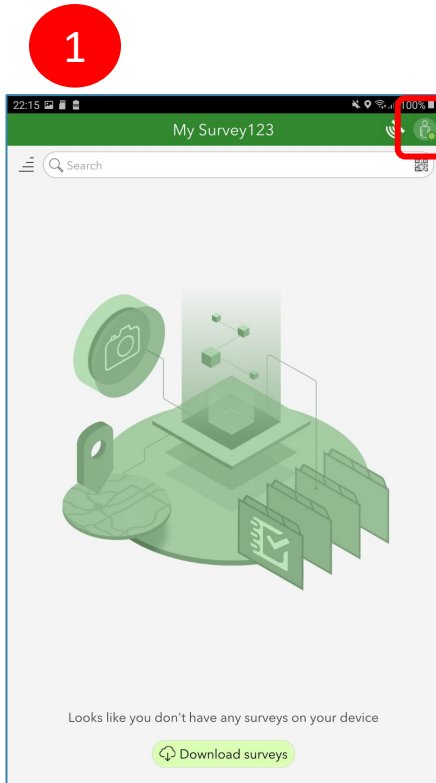 1
22:15 100%
My Survey123
Search
Looks like you don't have any surveys on your device
Download surveys